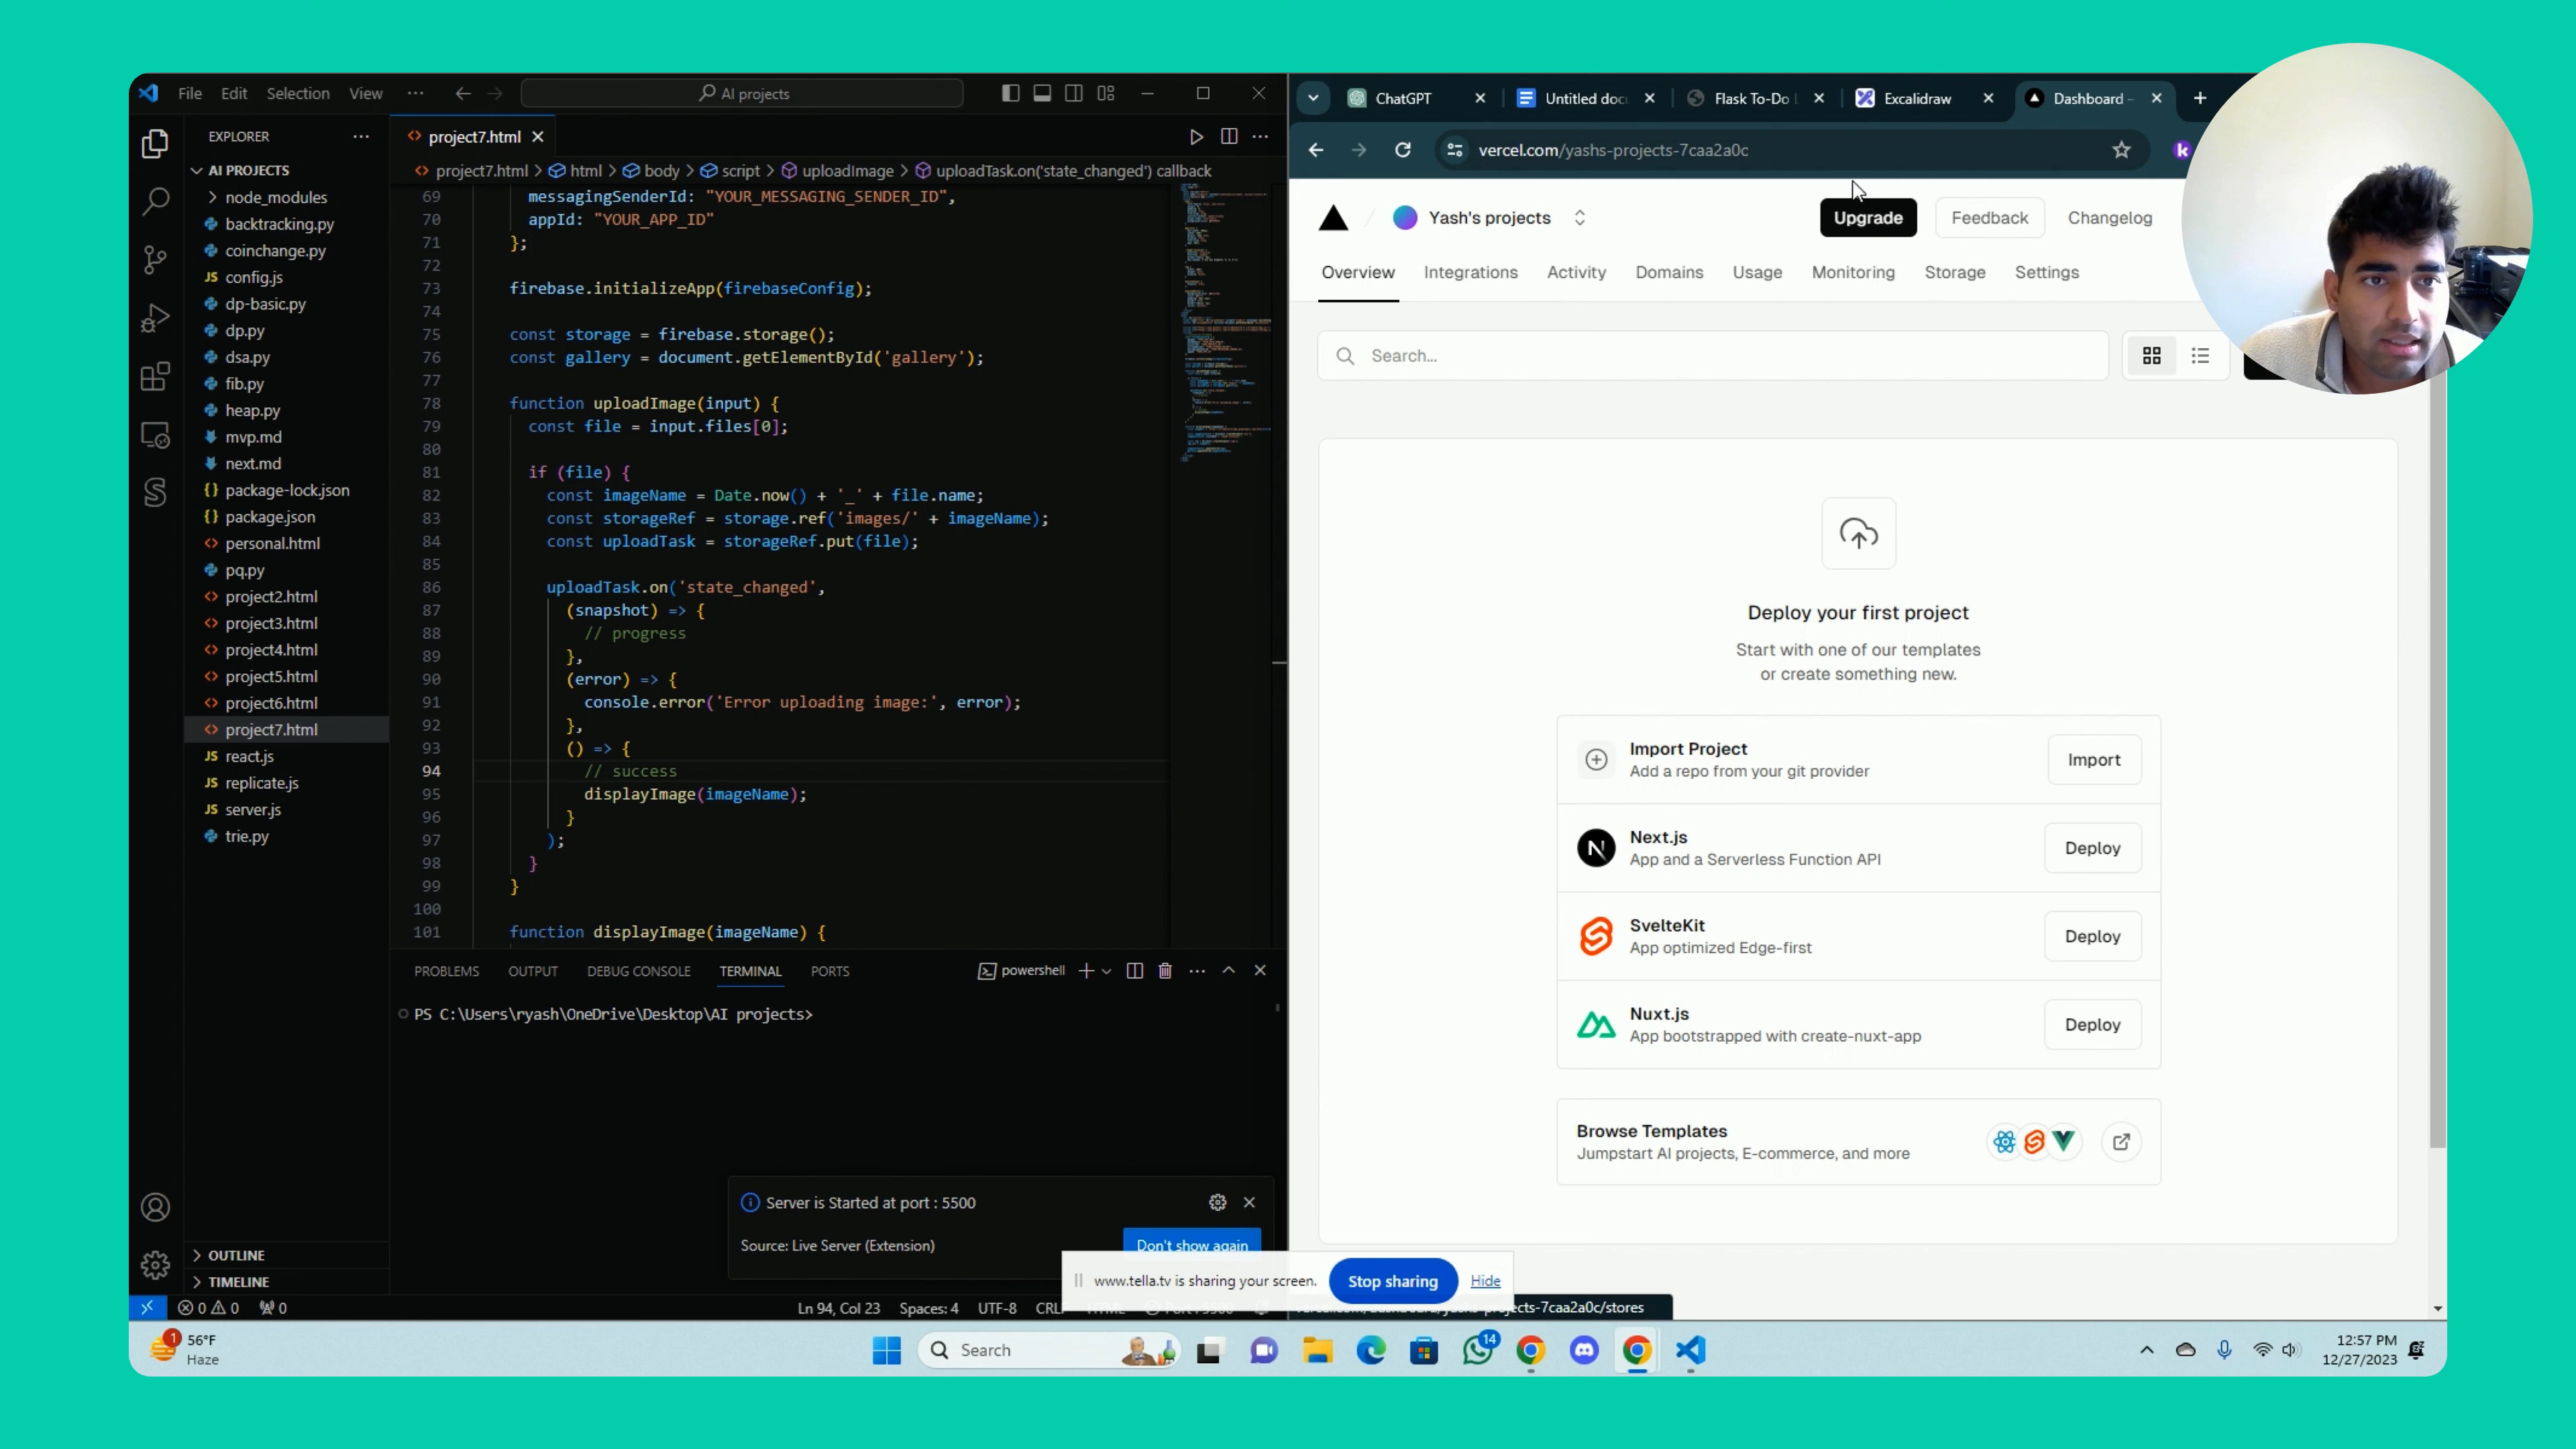 File Edit Selection View ... AI projects
EXPLORER ...
AI PROJECTS
node_modules
backtracking.py
coinchange.py
JS config.js
dp-basic.py
dp.py
dsa.py
fib.py
heap.py
mvp.md
next.md
{} package-lock.json
{} package.json
<> personal.html
pq.py
<> project2.html
<> project3.html
<> project4.html
<> project5.html
<> project6.html
<> project7.html
JS react.js
JS replicate.js
JS server.js
trie.py
OUTLINE
TIMELINE
<> project7.html
<> project7.html > html > body > script > uploadImage > uploadTask.on('state_changed') callback
69 messagingSenderId: "YOUR_MESSAGING_SENDER_ID",
70 appId: "YOUR_APP_ID"
71 };
72
73 firebase.initializeApp(firebaseConfig);
74
75 const storage = firebase.storage();
76 const gallery = document.getElementById('gallery');
77
78 function uploadImage(input) {
79 const file = input.files[0];
80
81 if (file) {
82 const imageName = Date.now() + '_' + file.name;
83 const storageRef = storage.ref('images/' + imageName);
84 const uploadTask = storageRef.put(file);
85
86 uploadTask.on('state_changed',
87 (snapshot) => {
88 // progress
89 },
90 (error) => {
91 console.error('Error uploading image:', error);
92 },
93 () => {
94 // success
95 displayImage(imageName);
96 }
97 );
98 }
99 }
100
101 function displayImage(imageName) {
PROBLEMS OUTPUT DEBUG CONSOLE TERMINAL PORTS powershell
PS C:\Users\ryash\OneDrive\Desktop\AI projects>
Server is Started at port : 5500
Source: Live Server (Extension) Don't show again
0 0 0 Ln 94, Col 23 Spaces: 4 UTF-8
ChatGPT Untitled doc Flask To-Do Excalidraw Dashboard –
vercel.com/yashs-projects-7caa2a0c k
Yash's projects Upgrade Feedback Changelog
Overview Integrations Activity Domains Usage Monitoring Storage Settings
Search...
Deploy your first project
Start with one of our templates
or create something new.
Import Project
Add a repo from your git provider
Import
Next.js
App and a Serverless Function API
Deploy
SvelteKit
App optimized Edge-first
Deploy
Nuxt.js
App bootstrapped with create-nuxt-app
Deploy
Browse Templates
Jumpstart AI projects, E-commerce, and more
www.tella.tv is sharing your screen. Stop sharing Hide
1 56°F
Haze
Search
14
12:57 PM
12/27/2023